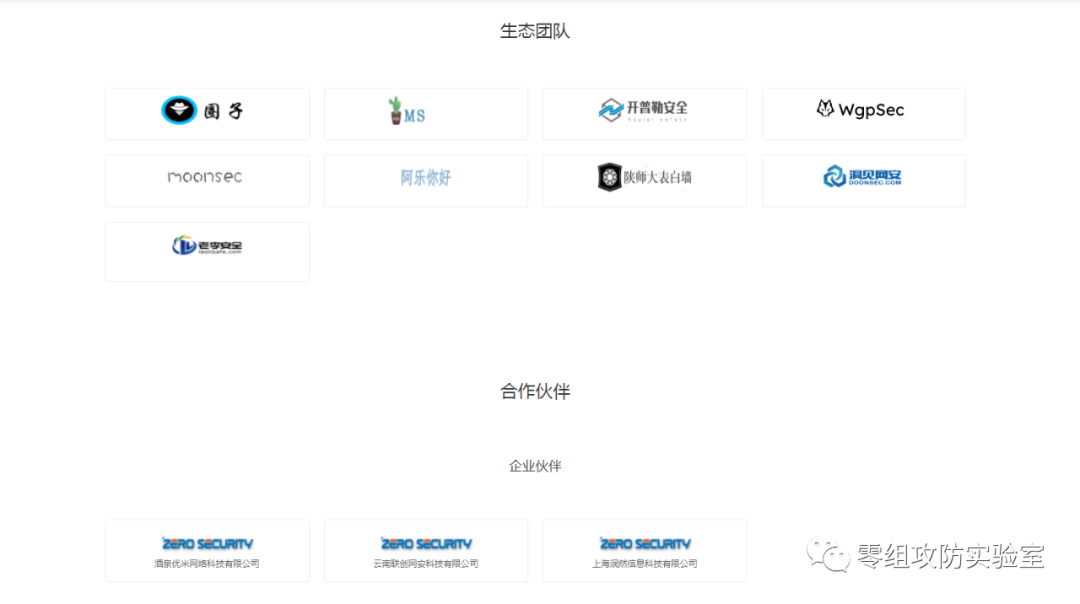 生态团队
团子
MS
开普勒安全
Kepler safety
WgpSec
moonsec
阿乐你好
陕师大表白墙
洞见网安
DOONSEC.COM
老李安全
laolisafe.com
合作伙伴
企业伙伴
ZERO SECURITY
酒泉优米网络科技有限公司
ZERO SECURITY
云南联创网安科技有限公司
ZERO SECURITY
上海润然信息科技有限公司
零组攻防实验室